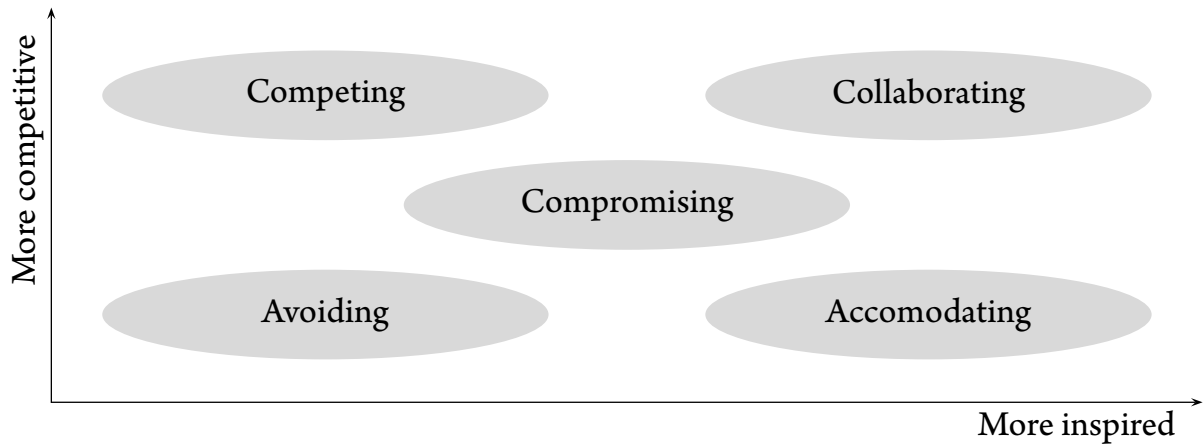 More competitive
Competing
Collaborating
Compromising
Avoiding
Accomodating
More inspired